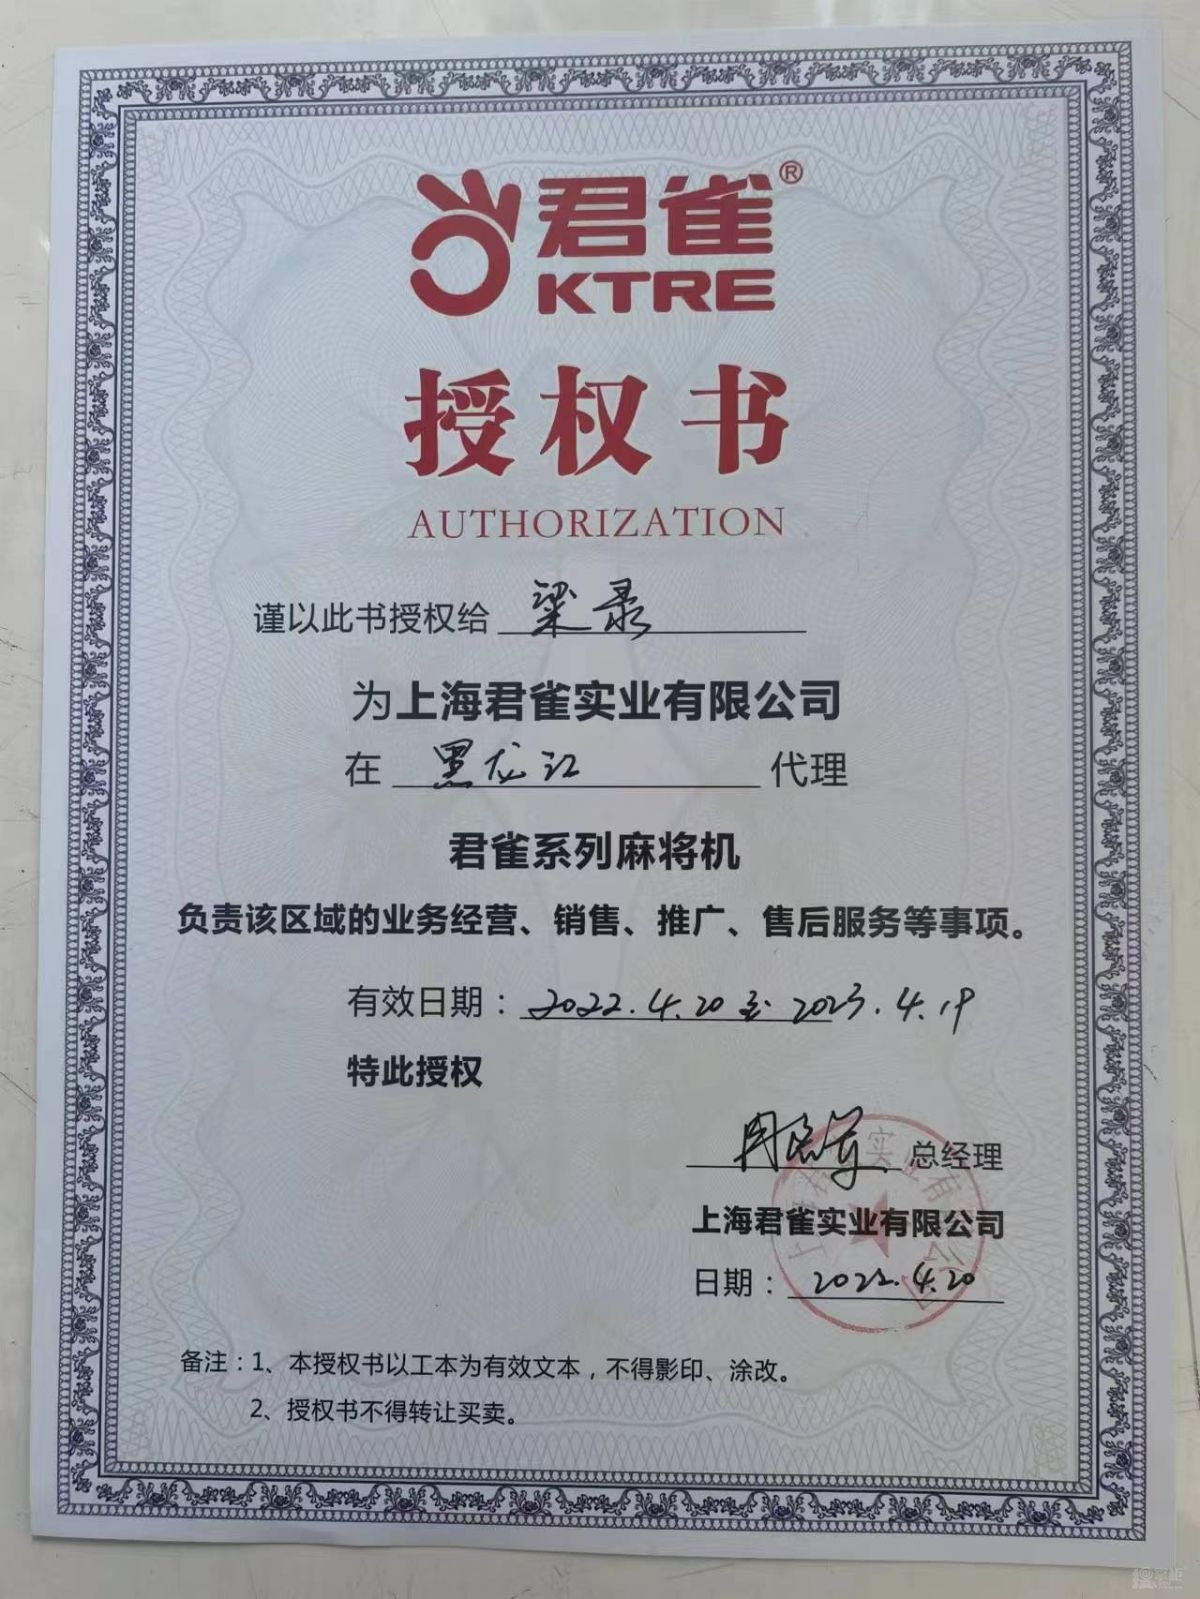 君雀®
KTRE
授权书
AUTHORIZATION
谨以此书授权给 梁录
为上海君雀实业有限公司
在 黑龙江 代理
君雀系列麻将机
负责该区域的业务经营、销售、推广、售后服务等事项。
有效日期：2022.4.20至2023.4.19
特此授权
总经理
上海君雀实业有限公司
日期：2022.4.20
备注：1、本授权书以工本为有效文本，不得影印、涂改。
2、授权书不得转让买卖。